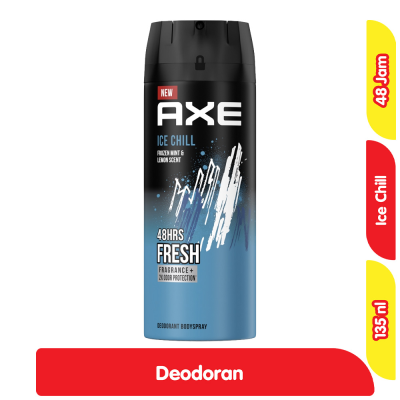 NEW
AXE
ICE CHILL
FROZEN MINT &
LEMON SCENT
48HRS
FRESH
FRAGRANCE +
2X ODOR PROTECTION
DEODORANT BODYSPRAY
48 Jam
Ice Chill
135 ml
Deodoran